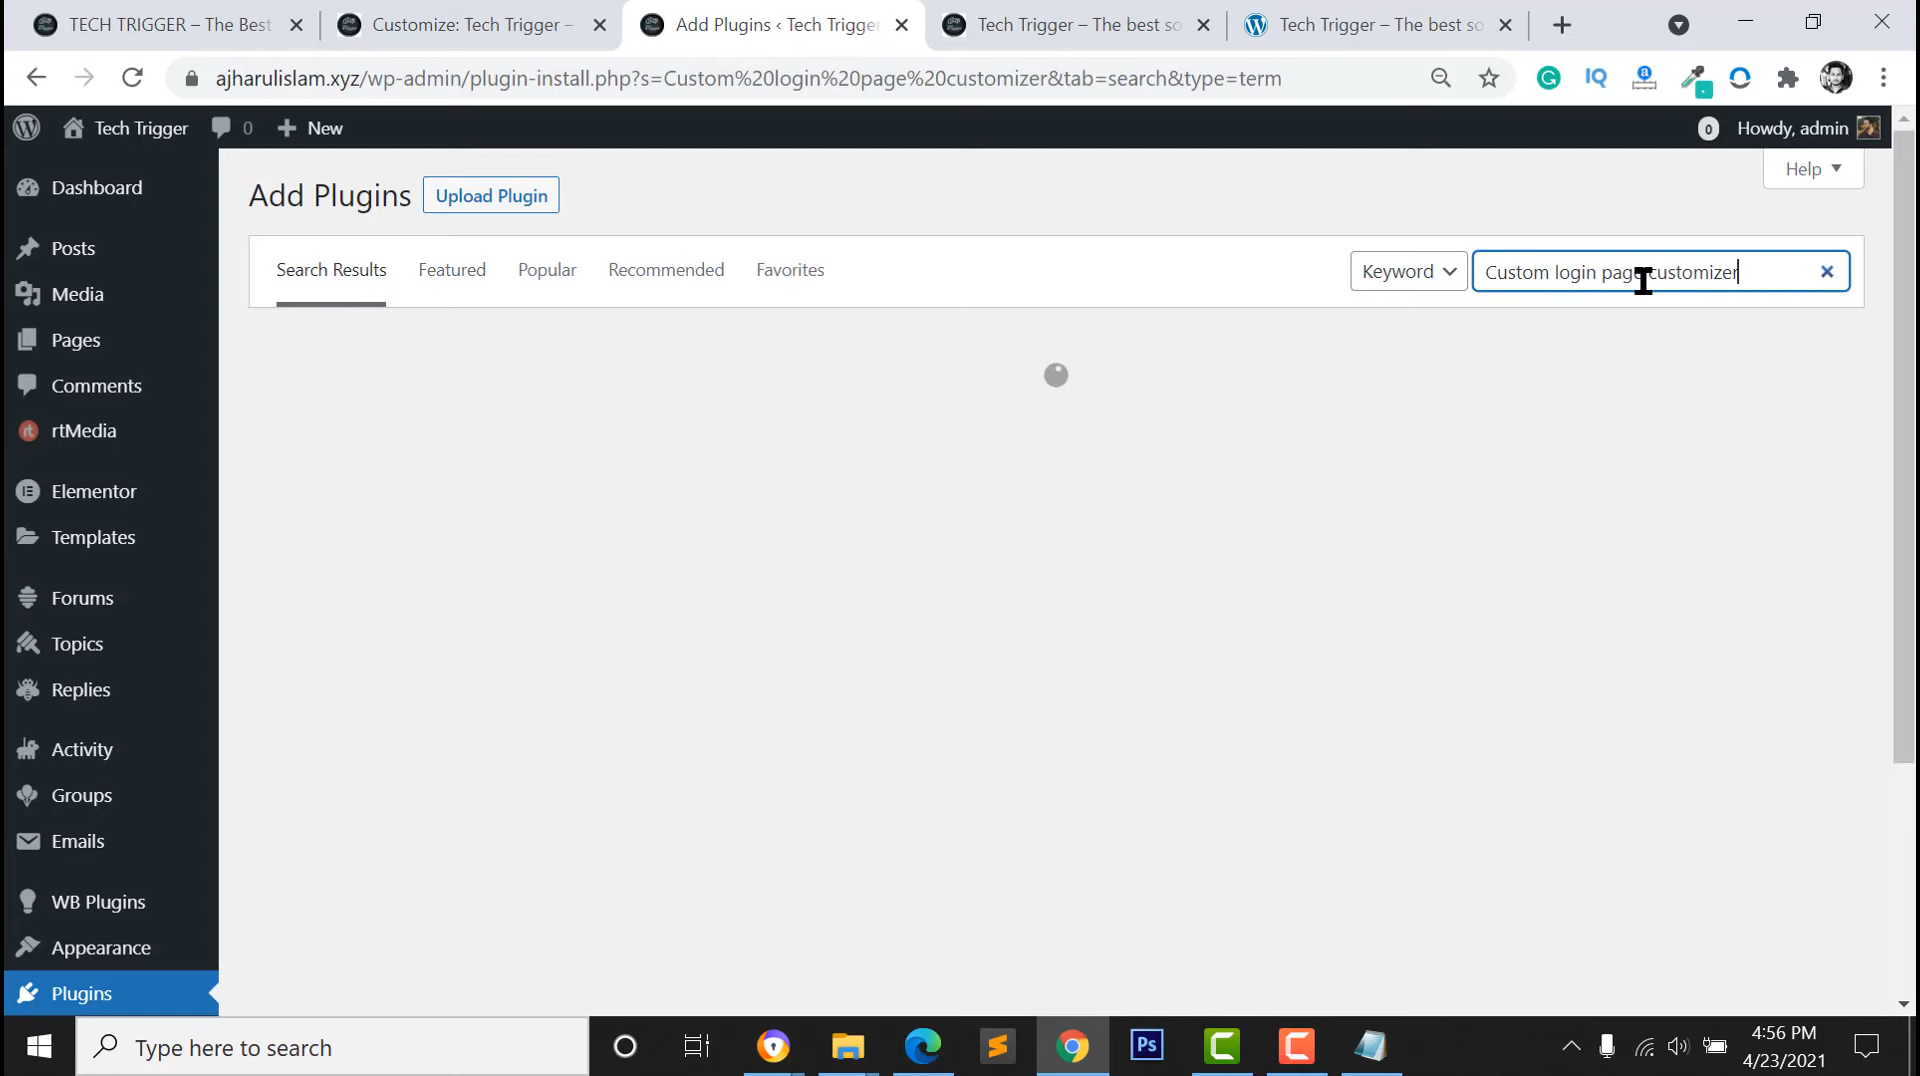 TECH TRIGGER – The Best
Customize: Tech Trigger –
Add Plugins ‹ Tech Trigger
Tech Trigger – The best so
Tech Trigger – The best so
ajharulislam.xyz/wp-admin/plugin-install.php?s=Custom%20login%20page%20customizer&tab=search&type=term
Tech Trigger
0
New
0
Howdy, admin
Help
Dashboard
Posts
Media
Pages
Comments
rtMedia
Elementor
Templates
Forums
Topics
Replies
Activity
Groups
Emails
WB Plugins
Appearance
Plugins
Add Plugins
Upload Plugin
Search Results
Featured
Popular
Recommended
Favorites
Keyword
Custom login page customizer
Type here to search
Ps
4:56 PM
4/23/2021